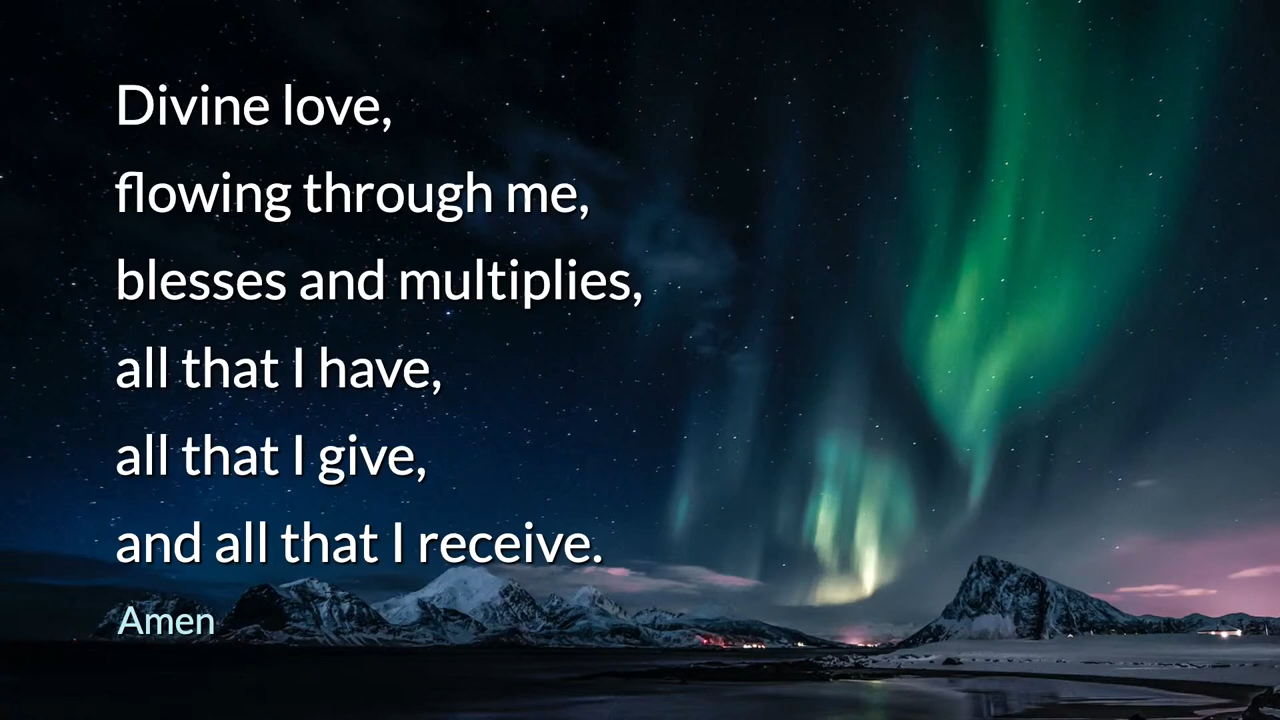 Divine love,
flowing through me,
blesses and multiplies,
all that I have,
all that I give,
and all that I receive.
Amen